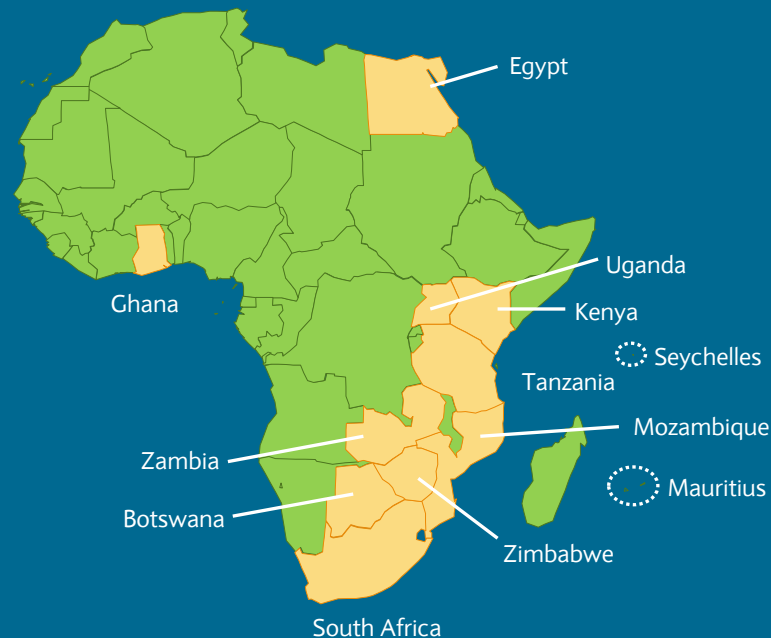 Egypt
Uganda
Ghana
Kenya
Seychelles
Tanzania
Mozambique
Zambia
Mauritius
Botswana
Zimbabwe
South Africa